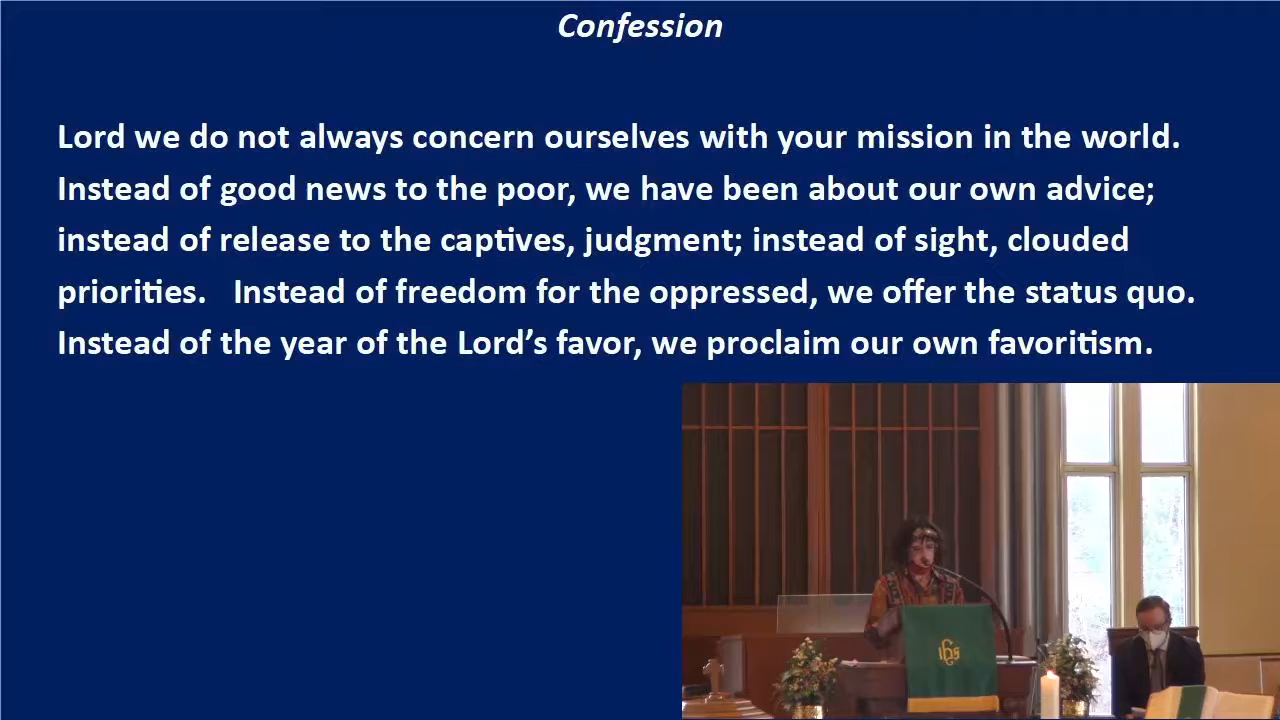 Confession
Lord we do not always concern ourselves with your mission in the world.
Instead of good news to the poor, we have been about our own advice;
instead of release to the captives, judgment; instead of sight, clouded
priorities.   Instead of freedom for the oppressed, we offer the status quo.
Instead of the year of the Lord’s favor, we proclaim our own favoritism.
ihs